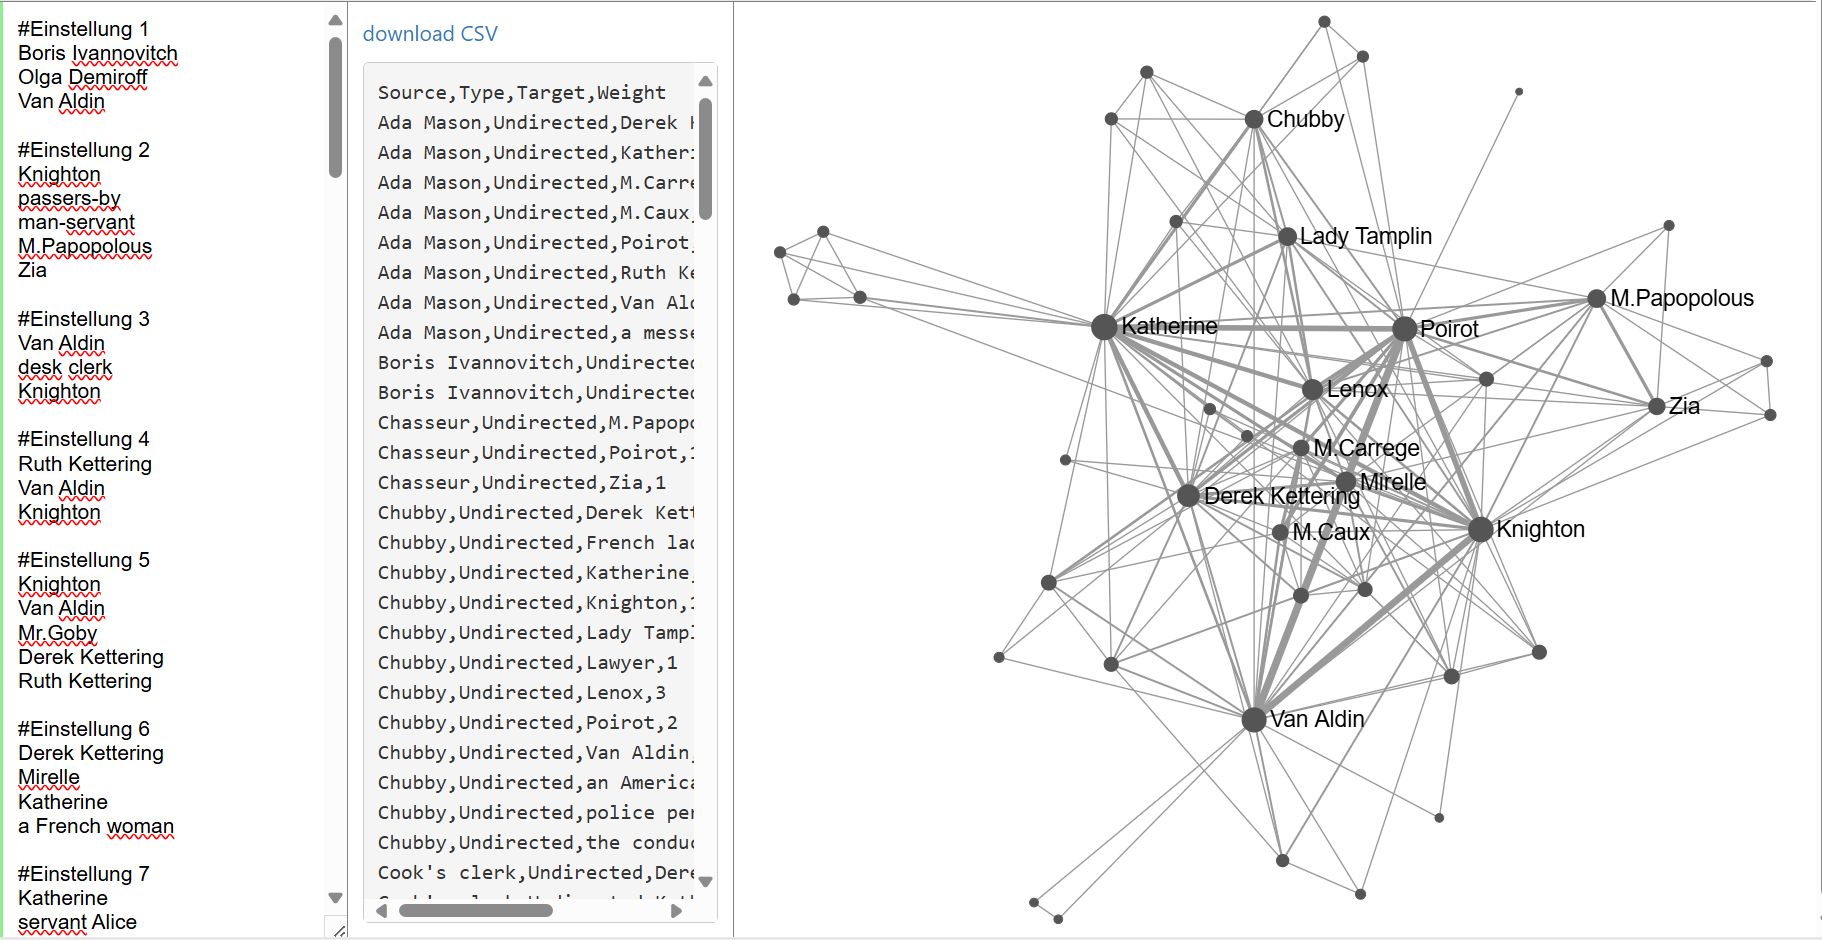 #Einstellung 1
Boris Ivannovitch
Olga Demiroff
Van Aldin
#Einstellung 2
Knighton
passers-by
man-servant
M.Papopolous
Zia
#Einstellung 3
Van Aldin
desk clerk
Knighton
#Einstellung 4
Ruth Kettering
Van Aldin
Knighton
#Einstellung 5
Knighton
Van Aldin
Mr.Goby
Derek Kettering
Ruth Kettering
#Einstellung 6
Derek Kettering
Mirelle
Katherine
a French woman
#Einstellung 7
Katherine
servant Alice
download CSV
Source,Type,Target,Weight
Ada Mason,Undirected,Derek
Ada Mason,Undirected,Katheri
Ada Mason,Undirected,M.Carre
Ada Mason,Undirected,M.Caux,
Ada Mason,Undirected,Poirot,
Ada Mason,Undirected,Ruth Ke
Ada Mason,Undirected,Van Ald
Ada Mason,Undirected,a messe
Boris Ivannovitch,Undirected
Boris Ivannovitch,Undirected
Chasseur,Undirected,M.Papopo
Chasseur,Undirected,Poirot,1
Chasseur,Undirected,Zia,1
Chubby,Undirected,Derek Kett
Chubby,Undirected,French lad
Chubby,Undirected,Katherine,
Chubby,Undirected,Knighton,1
Chubby,Undirected,Lady Tampl
Chubby,Undirected,Lawyer,1
Chubby,Undirected,Lenox,3
Chubby,Undirected,Poirot,2
Chubby,Undirected,Van Aldin,
Chubby,Undirected,an America
Chubby,Undirected,police per
Chubby,Undirected,the conduc
Cook's clerk,Undirected,Dere
Chubby
Lady Tamplin
M.Papopolous
Katherine
Poirot
Lenox
Zia
M.Carrege
Mirelle
Derek Kettering
M.Caux
Knighton
Van Aldin